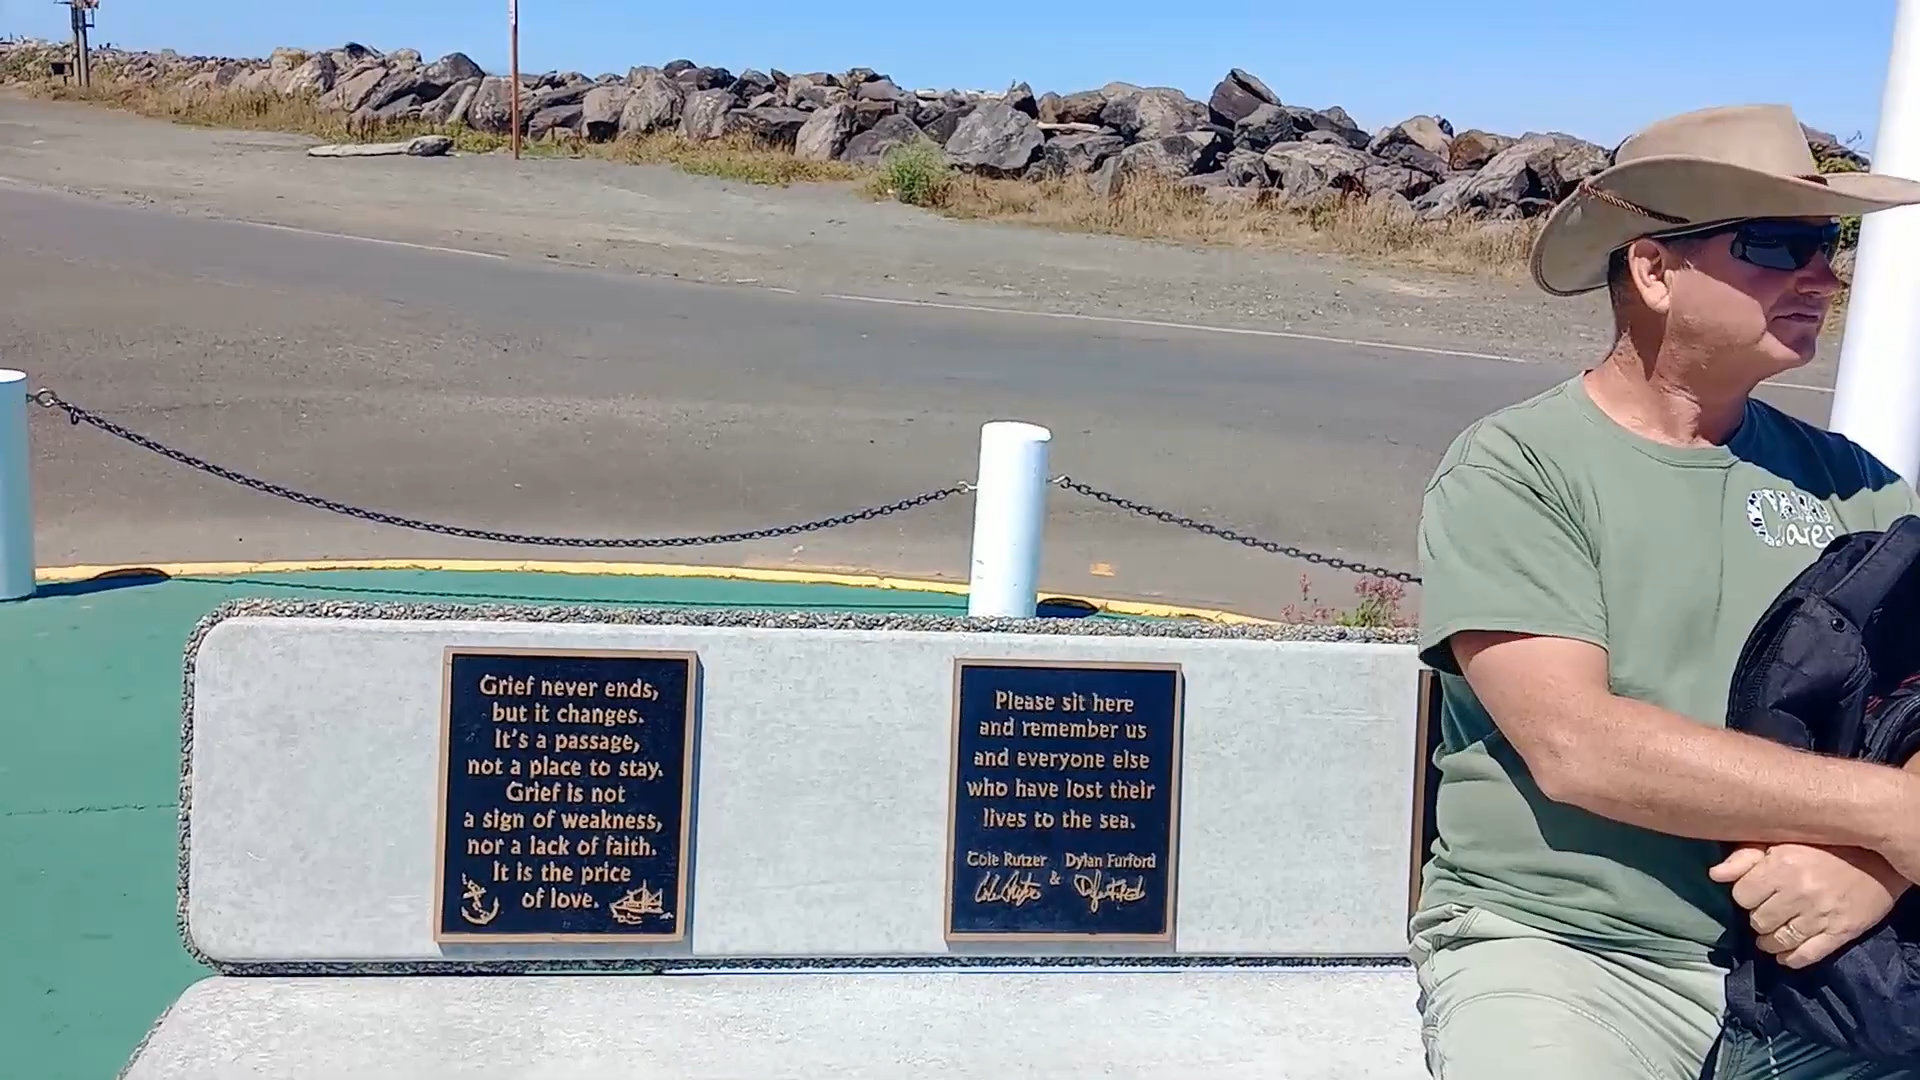 Grief never ends,
but it changes.
It's a passage,
not a place to stay.
Grief is not
a sign of weakness,
nor a lack of faith.
It is the price
of love.
Please sit here
and remember us
and everyone else
who have lost their
lives to the sea.
Cole Rutzer Dylan Furford
&
Cares